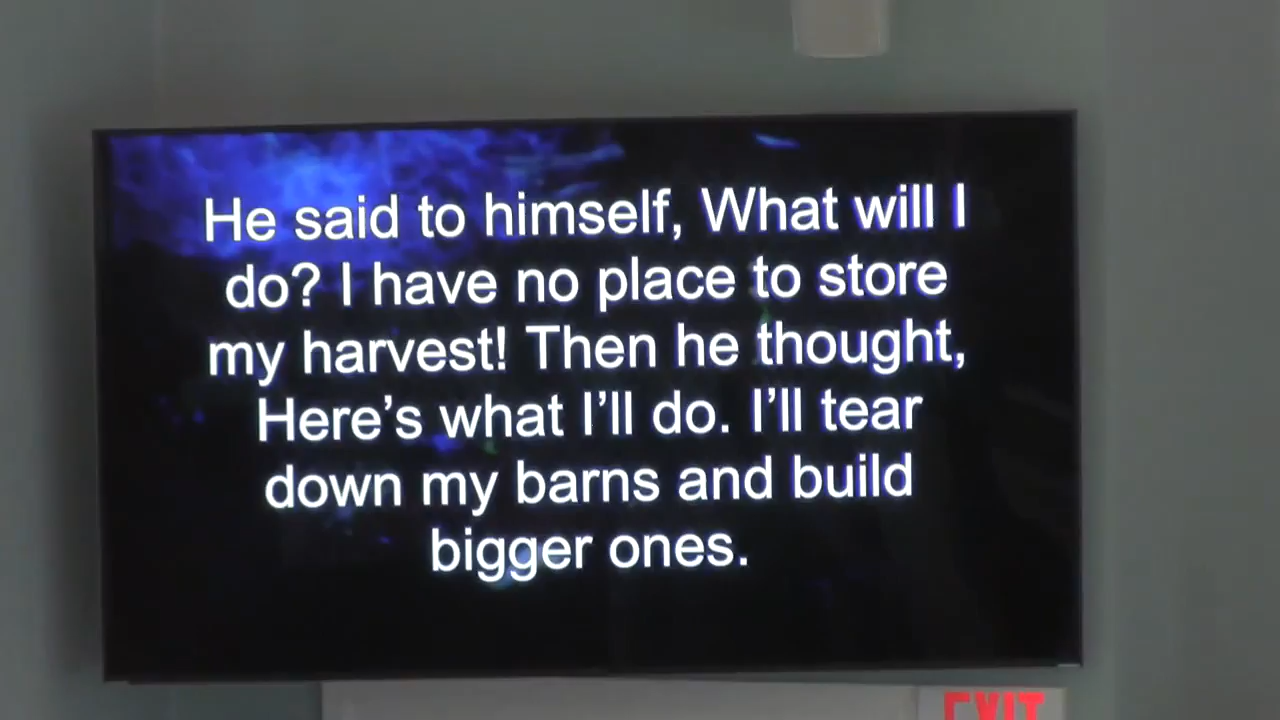 He said to himself, What will I
do? I have no place to store
my harvest! Then he thought,
Here’s what I’ll do. I’ll tear
down my barns and build
bigger ones.
EXIT